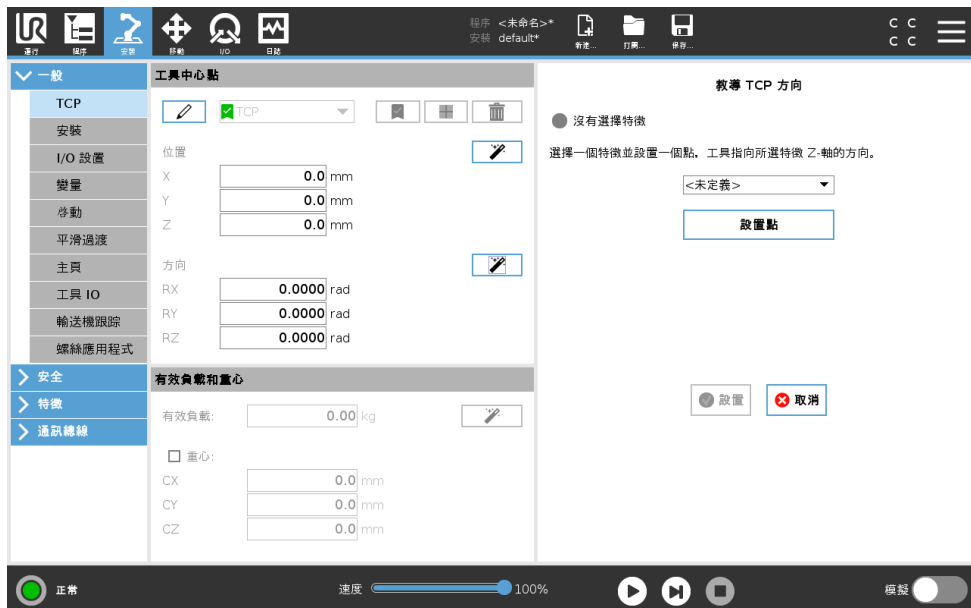 程序 <未命名>*
安裝 default*
C C
C C
運行 程序 安裝 移動 I/O 日誌 新建... 打開... 保存...
一般
TCP
安裝
I/O 設置
變量
啓動
平滑過渡
主頁
工具 IO
輸送機跟踪
螺絲應用程式
安全
特徵
通訊總線
工具中心點
TCP
位置
X 0.0 mm
Y 0.0 mm
Z 0.0 mm
方向
RX 0.0000 rad
RY 0.0000 rad
RZ 0.0000 rad
有效負載和重心
有效負載: 0.00 kg
重心:
CX 0.0 mm
CY 0.0 mm
CZ 0.0 mm
教導 TCP 方向
沒有選擇特徵
選擇一個特徵並設置一個點。工具指向所選特徵 Z-軸的方向。
<未定義>
設置點
設置 取消
正常 速度 100% 模擬